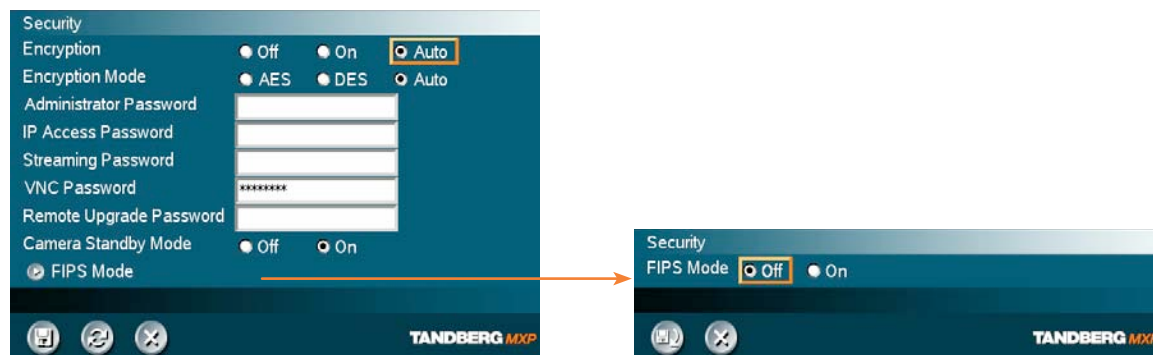 Security
Encryption Off On Auto
Encryption Mode AES DES Auto
Administrator Password
IP Access Password
Streaming Password
VNC Password ********
Remote Upgrade Password
Camera Standby Mode Off On
FIPS Mode
TANDBERG MXP
Security
FIPS Mode Off On
TANDBERG MXP